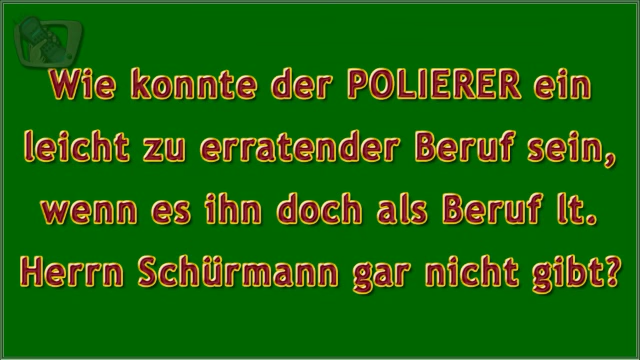 Wie konnte der POLIERER ein
leicht zu erratender Beruf sein,
wenn es ihn doch als Beruf lt.
Herrn Schürmann gar nicht gibt?